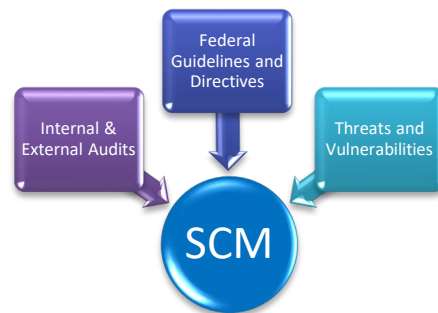 Federal
Guidelines and
Directives
Internal &
External Audits
Threats and
Vulnerabilities
SCM